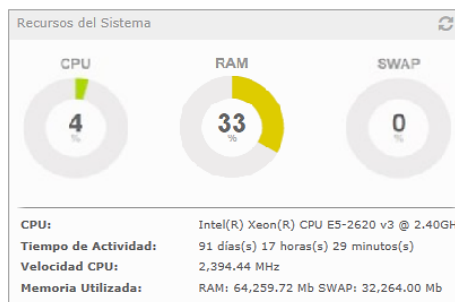 Recursos del Sistema
CPU RAM SWAP
4 33 0
% % %
CPU: Intel(R) Xeon(R) CPU E5-2620 v3 @ 2.40GH
Tiempo de Actividad: 91 días(s) 17 horas(s) 29 minutos(s)
Velocidad CPU: 2,394.44 MHz
Memoria Utilizada: RAM: 64,259.72 Mb SWAP: 32,264.00 Mb